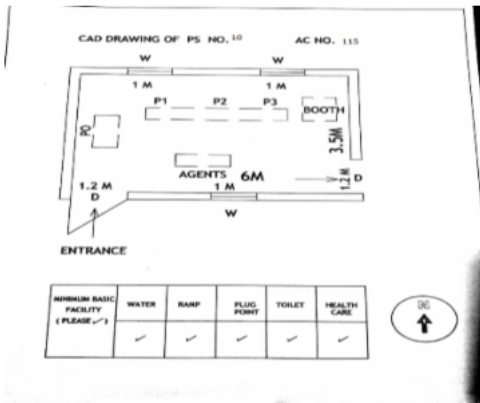 CAD DRAWING OF PS NO. 10 AC NO. 115
W W
1 M 1 M
P1 P2 P3
BOOTH
PO
3.5M
AGENTS 6M
1.2 M 1 M 1.2 M D
D
W
ENTRANCE
MINIMUM BASIC FACILITY (PLEASE ✓) WATER RAMP PLUG POINT TOILET HEALTH CARE
✓ ✓ ✓ ✓ ✓
N